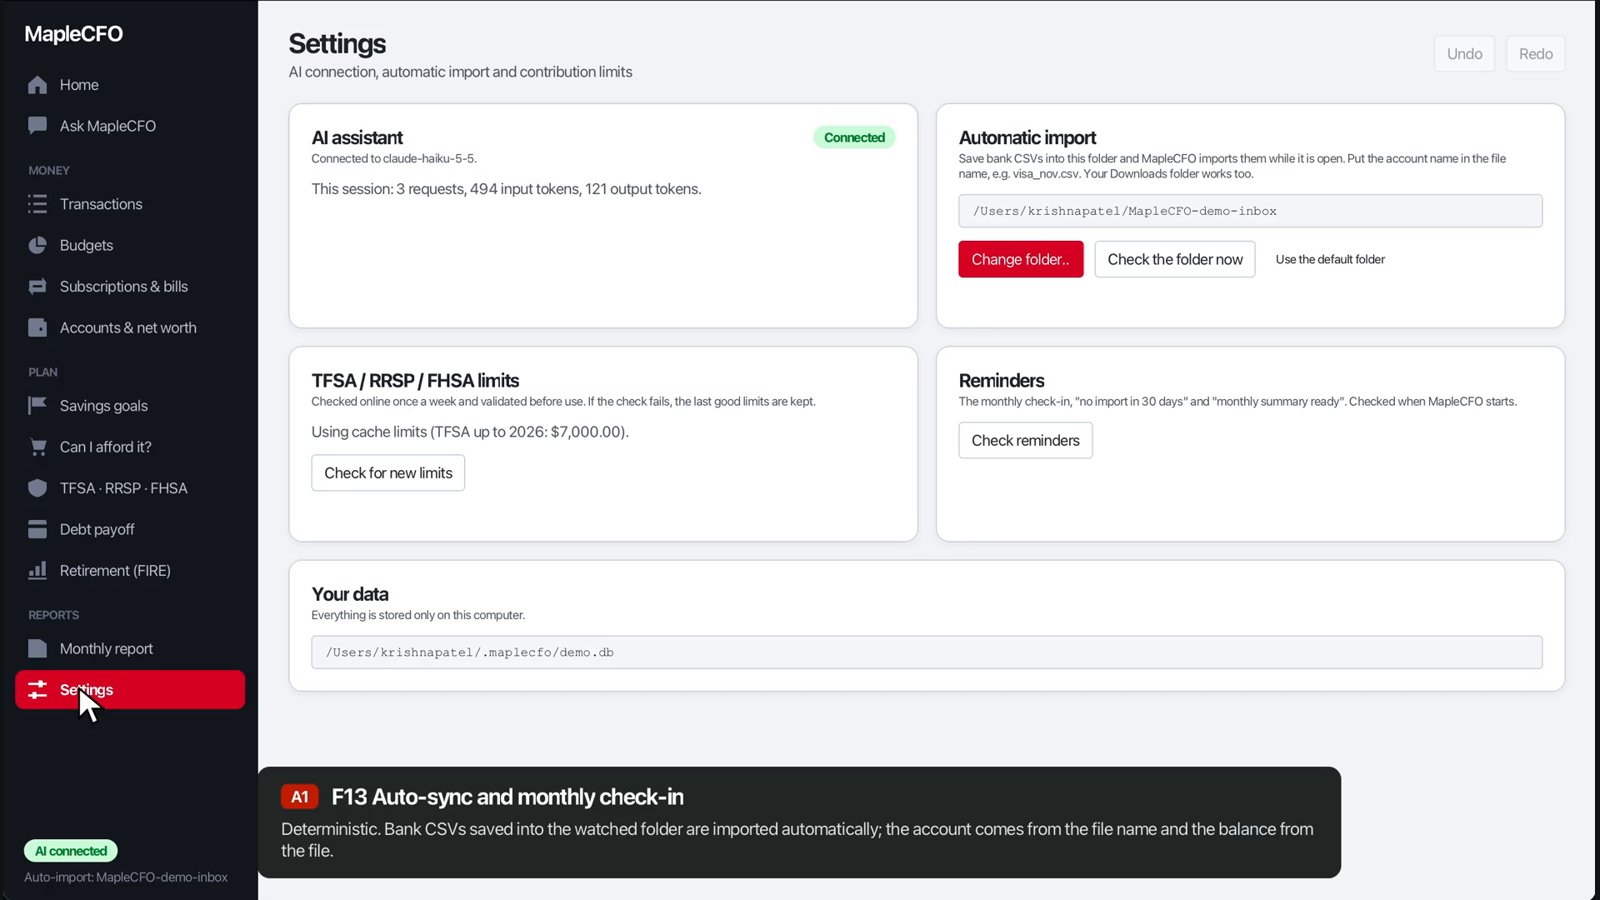 MapleCFO
Home
Ask MapleCFO
MONEY
Transactions
Budgets
Subscriptions & bills
Accounts & net worth
PLAN
Savings goals
Can I afford it?
TFSA · RRSP · FHSA
Debt payoff
Retirement (FIRE)
REPORTS
Monthly report
Settings
AI connected
Auto-import: MapleCFO-demo-inbox
Settings
AI connection, automatic import and contribution limits
Undo
Redo
AI assistant
Connected
Connected to claude-haiku-5-5.
This session: 3 requests, 494 input tokens, 121 output tokens.
Automatic import
Save bank CSVs into this folder and MapleCFO imports them while it is open. Put the account name in the file
name, e.g. visa_nov.csv. Your Downloads folder works too.
/Users/krishnapatel/MapleCFO-demo-inbox
Change folder..
Check the folder now
Use the default folder
TFSA / RRSP / FHSA limits
Checked online once a week and validated before use. If the check fails, the last good limits are kept.
Using cache limits (TFSA up to 2026: $7,000.00).
Check for new limits
Reminders
The monthly check-in, "no import in 30 days" and "monthly summary ready". Checked when MapleCFO starts.
Check reminders
Your data
Everything is stored only on this computer.
/Users/krishnapatel/.maplecfo/demo.db
A1 F13 Auto-sync and monthly check-in
Deterministic. Bank CSVs saved into the watched folder are imported automatically; the account comes from the file name and the balance from
the file.